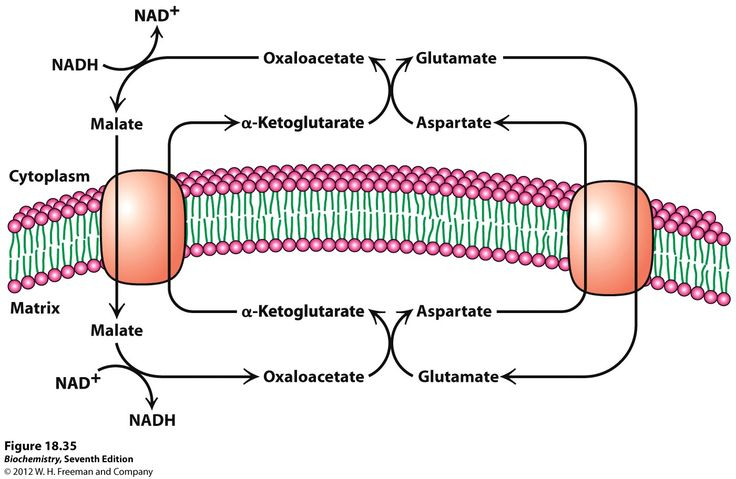 NAD+
NADH
Oxaloacetate
Glutamate
Malate
α-Ketoglutarate
Aspartate
Cytoplasm
Matrix
α-Ketoglutarate
Aspartate
Malate
NAD+
Oxaloacetate
Glutamate
NADH
Figure 18.35
Biochemistry, Seventh Edition
© 2012 W. H. Freeman and Company